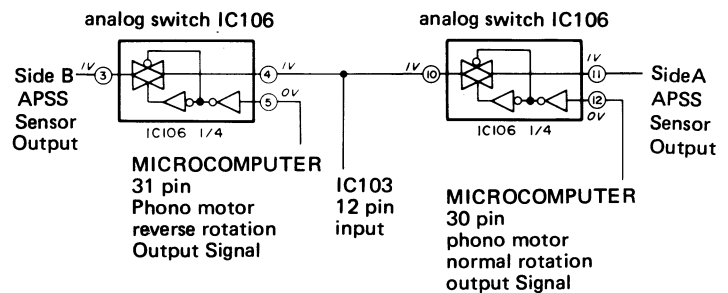 analog switch IC106
analog switch IC106
1V
3
4
1V
1V
10
1V
11
Side B
APSS
Sensor
Output
Side A
APSS
Sensor
Output
5
0V
12
0V
IC106 1/4
IC106 1/4
MICROCOMPUTER
31 pin
Phono motor
reverse rotation
Output Signal
IC103
12 pin
input
MICROCOMPUTER
30 pin
phono motor
normal rotation
output Signal